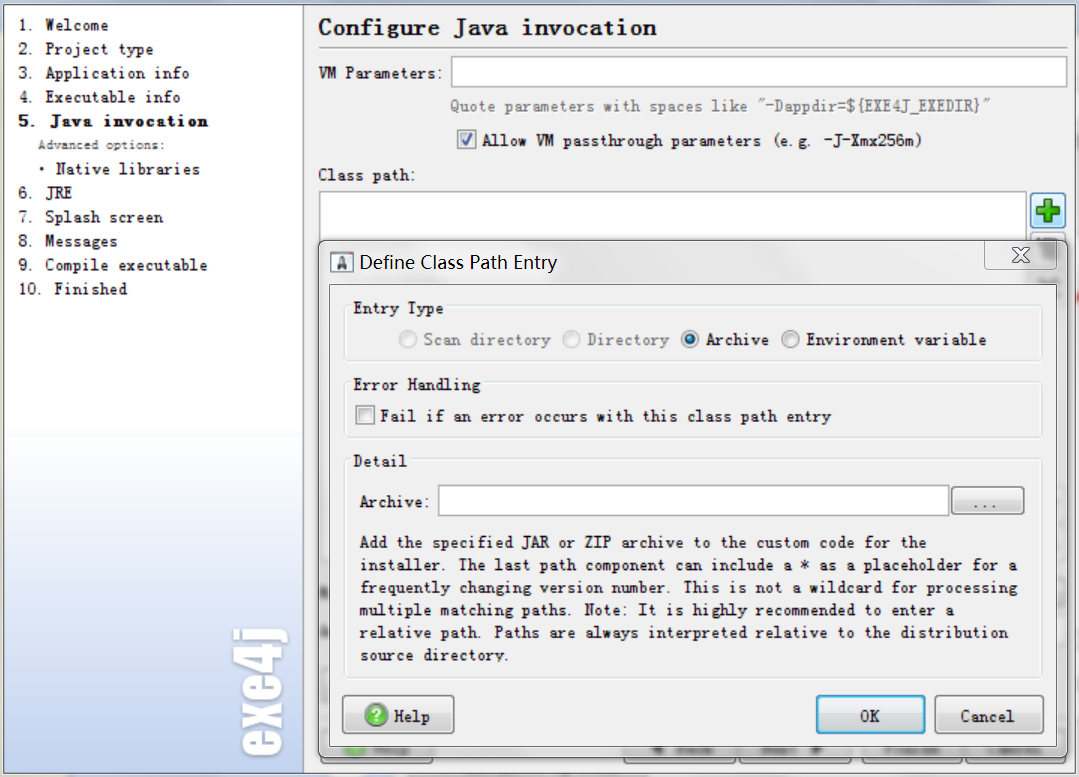 1. Welcome
2. Project type
3. Application info
4. Executable info
5. Java invocation
Advanced options:
· Native libraries
6. JRE
7. Splash screen
8. Messages
9. Compile executable
10. Finished
exe4j
Configure Java invocation
VM Parameters:
Quote parameters with spaces like "-Dappdir=${EXE4J_EXEDIR}"
Allow VM passthrough parameters (e.g. -J-Xmx256m)
Class path:
Define Class Path Entry
Entry Type
Scan directory Directory Archive Environment variable
Error Handling
Fail if an error occurs with this class path entry
Detail
Archive: ...
Add the specified JAR or ZIP archive to the custom code for the
installer. The last path component can include a * as a placeholder for a
frequently changing version number. This is not a wildcard for processing
multiple matching paths. Note: It is highly recommended to enter a
relative path. Paths are always interpreted relative to the distribution
source directory.
Help OK Cancel